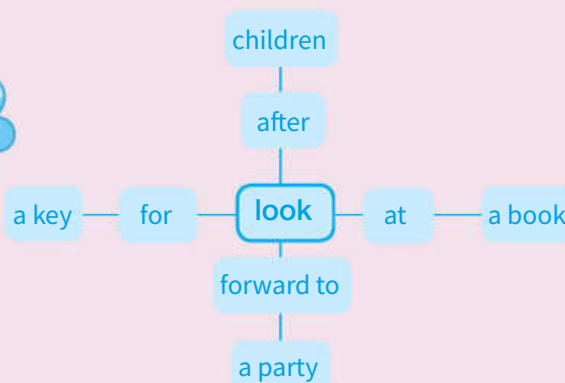 children
after
a key for look at a book
forward to
a party